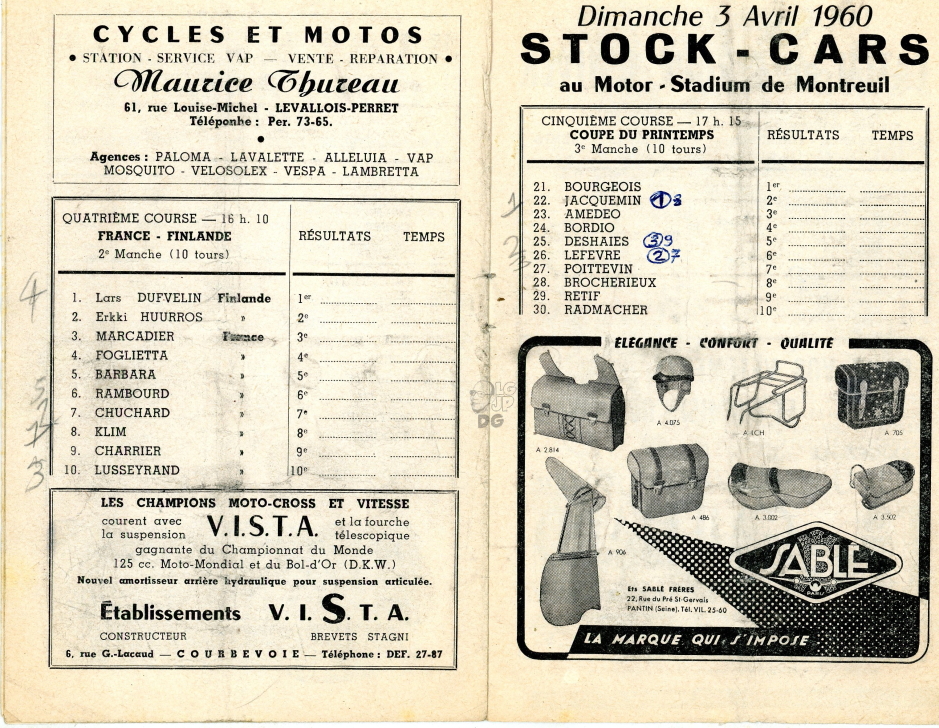 CYCLES ET MOTOS
• STATION - SERVICE VAP — VENTE - REPARATION •
Maurice Thureau
61, rue Louise-Michel - LEVALLOIS-PERRET
Téléponhe : Per. 73-65.
•
Agences : PALOMA - LAVALETTE - ALLELUIA - VAP
MOSQUITO - VELOSOLEX - VESPA - LAMBRETTA
QUATRIÈME COURSE — 16 h. 10
FRANCE - FINLANDE
2e Manche (10 tours)
RÉSULTATS TEMPS
4
1. Lars DUFVELIN Finlande 1er
2. Erkki HUURROS » 2e
3. MARCADIER France 3e
4. FOGLIETTA » 4e
5. BARBARA » 5e
6. RAMBOURD » 6e
7. CHUCHARD » 7e
8. KLIM » 8e
9. CHARRIER » 9e
10. LUSSEYRAND » 10e
3
LES CHAMPIONS MOTO-CROSS ET VITESSE
courent avec la suspension V.I.S.T.A. et la fourche télescopique
gagnante du Championnat du Monde
125 cc. Moto-Mondial et du Bol-d'Or (D.K.W.)
Nouvel amortisseur arrière hydraulique pour suspension articulée.
Établissements V. I. S. T. A.
CONSTRUCTEUR BREVETS STAGNI
6, rue G.-Lacaud — COURBEVOIE — Téléphone : DEF. 27-87
Dimanche 3 Avril 1960
STOCK - CARS
au Motor - Stadium de Montreuil
CINQUIÈME COURSE — 17 h. 15
COUPE DU PRINTEMPS
3e Manche (10 tours)
RÉSULTATS TEMPS
21. BOURGEOIS 1er
22. JACQUEMIN 1 8 2e
23. AMEDEO 3e
24. BORDIO 4e
25. DESHAIES 3 9 5e
26. LEFEVRE 2 7 6e
27. POITTEVIN 7e
28. BROCHERIEUX 8e
29. RETIF 9e
30. RADMACHER 10e
ÉLÉGANCE - CONFORT - QUALITÉ
A 2.814
A 4.075
A LCH
A 705
A 486
A 3.002
A 3.502
A 906
SABLÉ
PARIS
Ets SABLÉ FRÈRES
22, Rue du Pré St-Gervais
PANTIN (Seine). Tél. VIL. 25-60
LA MARQUE QUI S'IMPOSE
LG
JP
DG